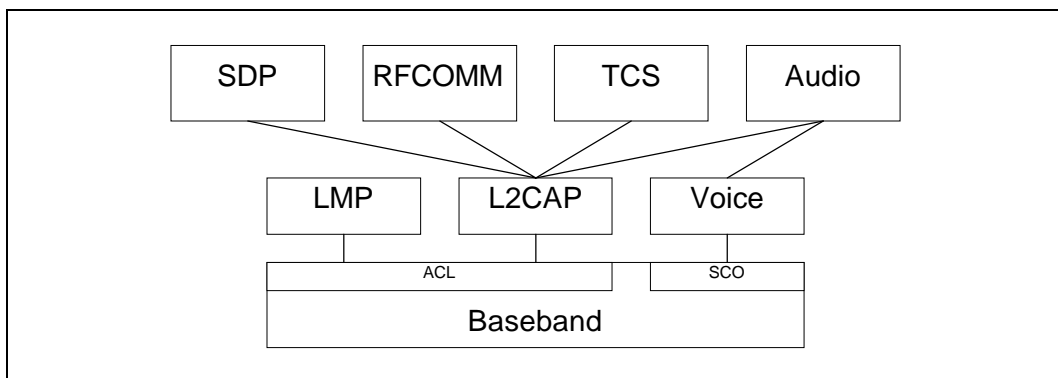 SDP RFCOMM TCS Audio
LMP L2CAP Voice
ACL SCO
Baseband